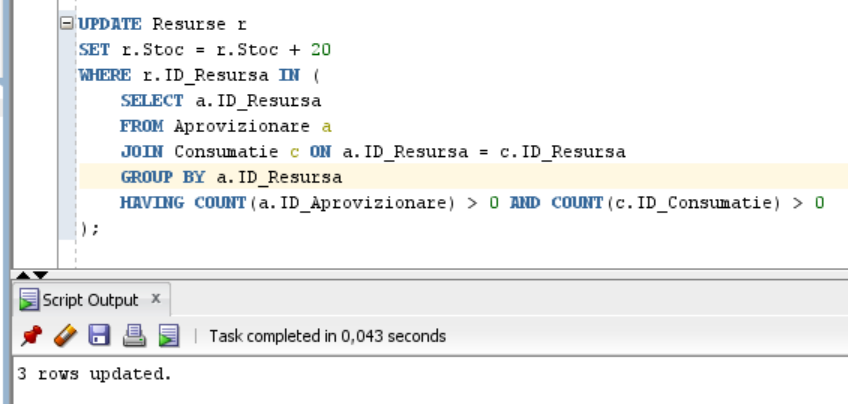 UPDATE Resurse r
SET r.Stoc = r.Stoc + 20
WHERE r.ID_Resursa IN (
    SELECT a.ID_Resursa
    FROM Aprovizionare a
    JOIN Consumatie c ON a.ID_Resursa = c.ID_Resursa
    GROUP BY a.ID_Resursa
    HAVING COUNT(a.ID_Aprovizionare) > 0 AND COUNT(c.ID_Consumatie) > 0
);
Script Output x
Task completed in 0,043 seconds
3 rows updated.